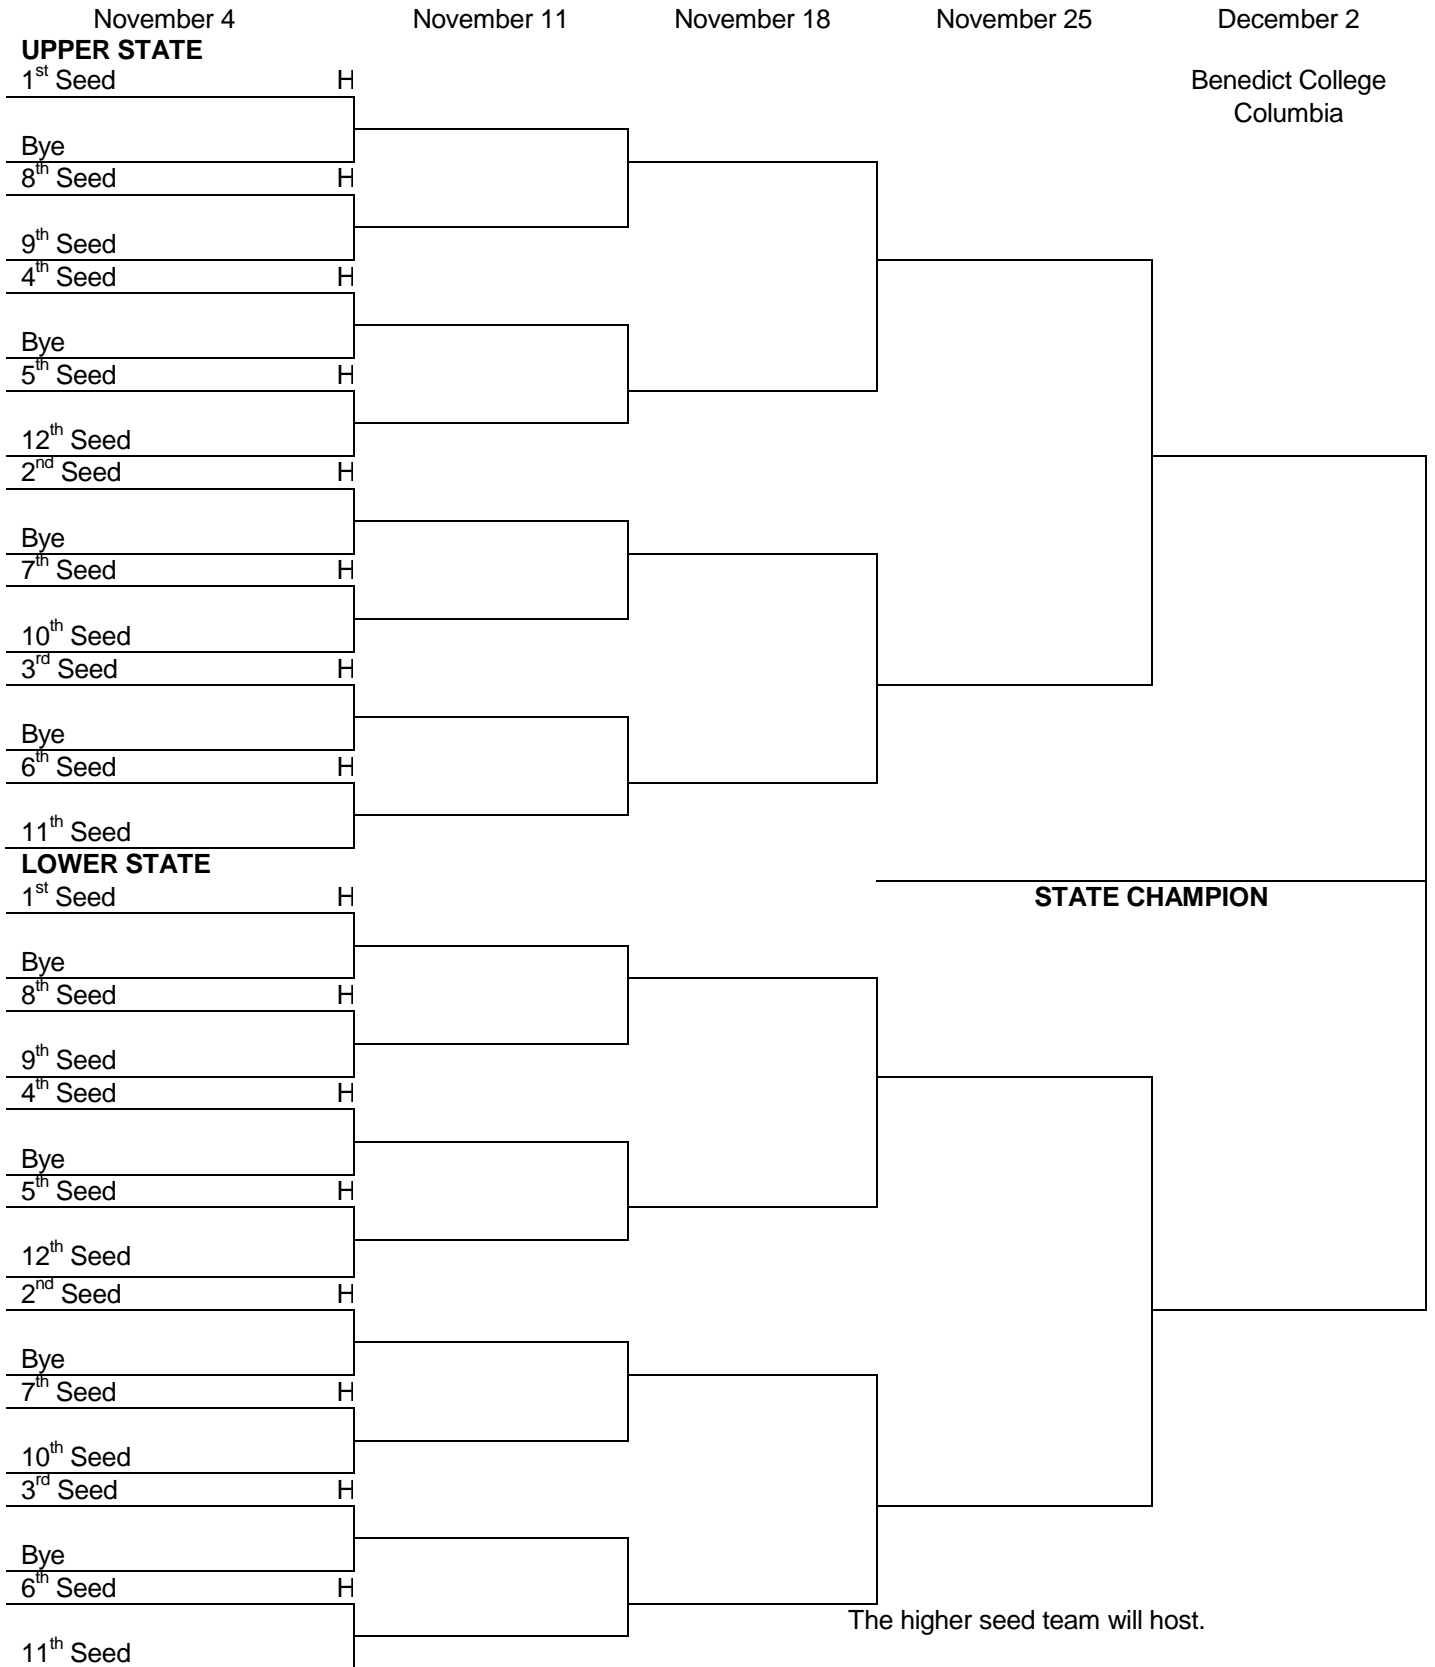 November 4 November 11 November 18 November 25 December 2
UPPER STATE
1st Seed H
Benedict College
Columbia
Bye
8th Seed H
9th Seed
4th Seed H
Bye
5th Seed H
12th Seed
2nd Seed H
Bye
7th Seed H
10th Seed
3rd Seed H
Bye
6th Seed H
11th Seed
LOWER STATE
1st Seed H
STATE CHAMPION
Bye
8th Seed H
9th Seed
4th Seed H
Bye
5th Seed H
12th Seed
2nd Seed H
Bye
7th Seed H
10th Seed
3rd Seed H
Bye
6th Seed H
The higher seed team will host.
11th Seed